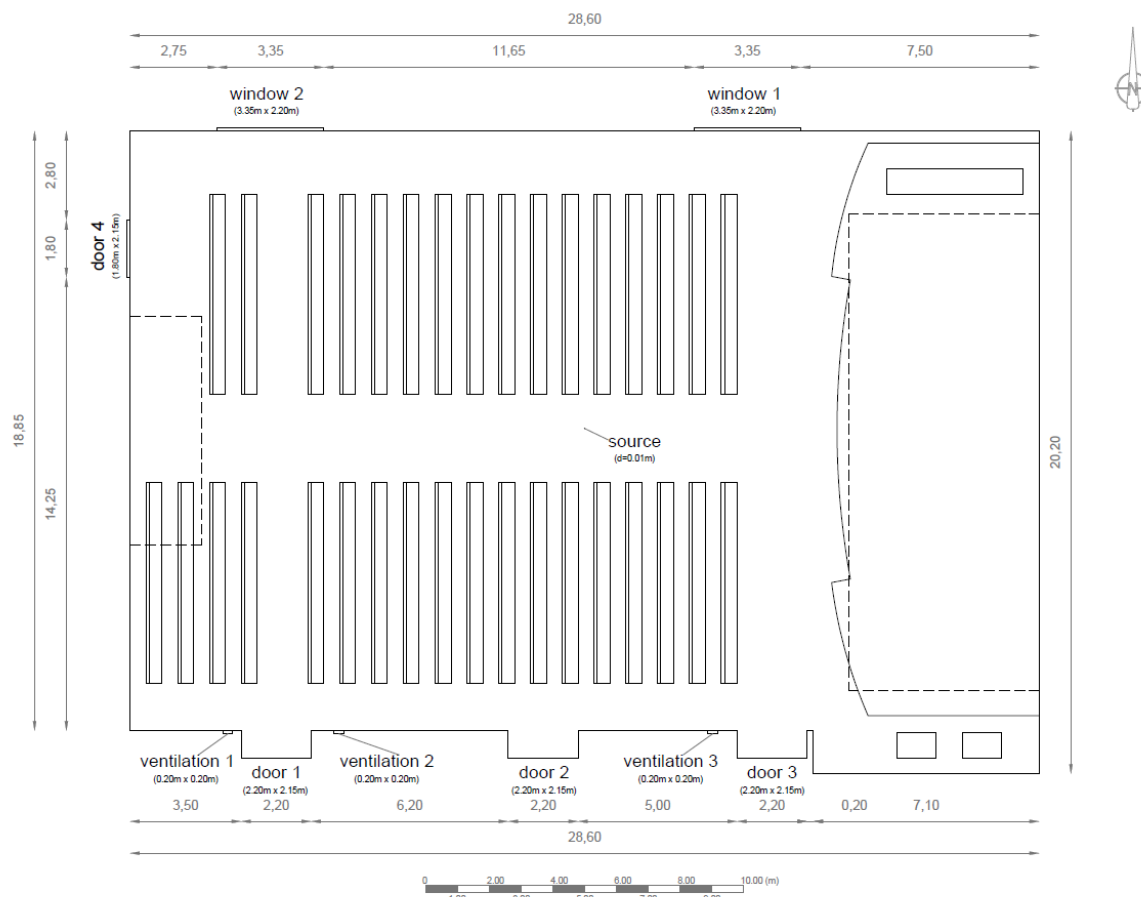 28,60
2,75 3,35 11,65 3,35 7,50
window 2 window 1
(3.35m x 2.20m) (3.35m x 2.20m)
N
2,80
1,80
14,25
18,85
20,20
door 4
(1.80m x 2.15m)
source
(d=0.01m)
ventilation 1 ventilation 2 ventilation 3
(0.20m x 0.20m) (0.20m x 0.20m) (0.20m x 0.20m)
door 1 door 2 door 3
(2.20m x 2.15m) (2.20m x 2.15m) (2.20m x 2.15m)
3,50 2,20 6,20 2,20 5,00 2,20 0,20 7,10
28,60
0 2.00 4.00 6.00 8.00 10.00 (m)